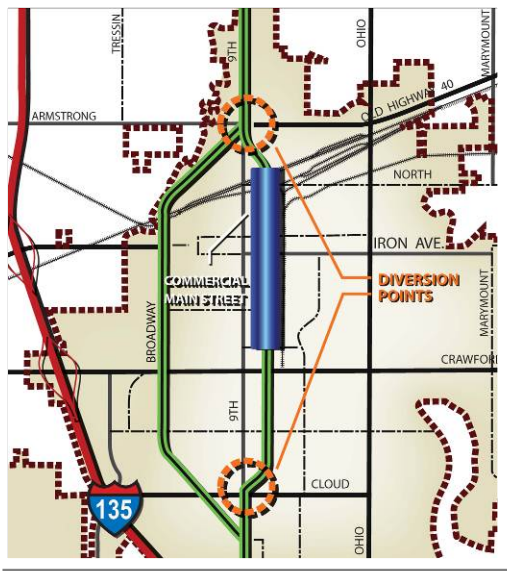 TRESSIN
9TH
OHIO
MARYMOUNT
OLD HIGHWAY 40
ARMSTRONG
NORTH
IRON AVE.
COMMERCIAL
MAIN STREET
DIVERSION
POINTS
BROADWAY
MARYMOUNT
CRAWFORD
9TH
CLOUD
135
OHIO